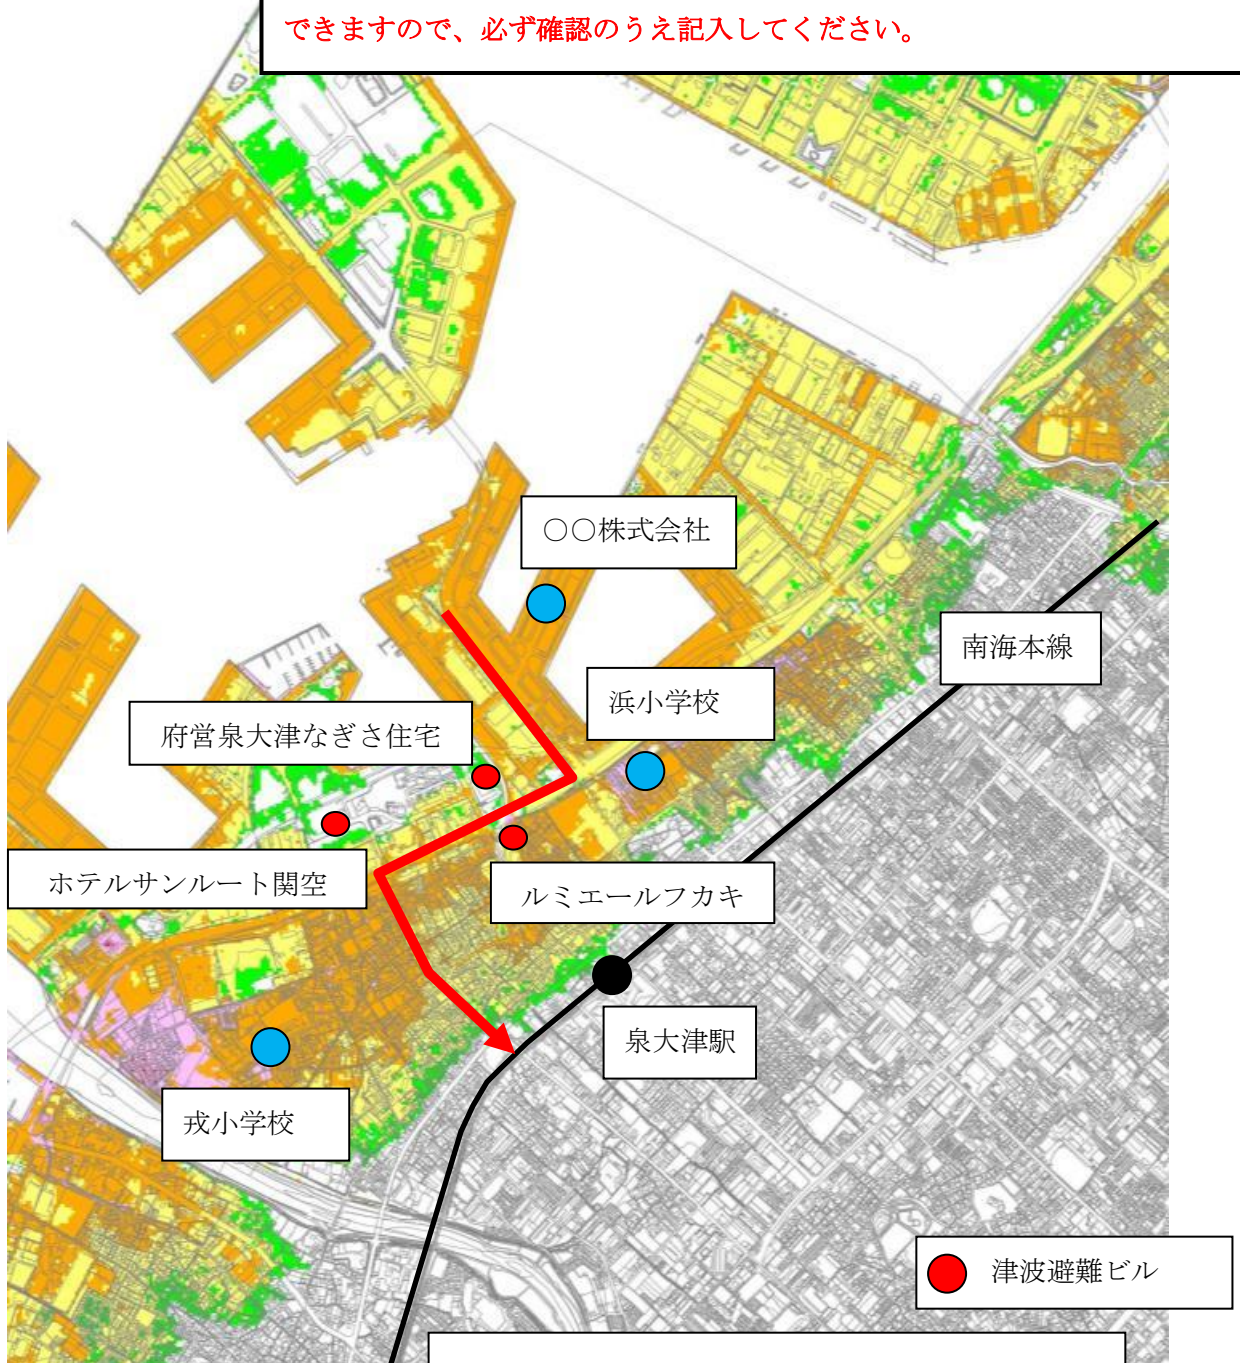 できますので、必ず確認のうえ記入してください。
〇〇株式会社
南海本線
浜小学校
府営泉大津なぎさ住宅
ホテルサンルート関空
ルミエールフカキ
泉大津駅
戎小学校
津波避難ビル